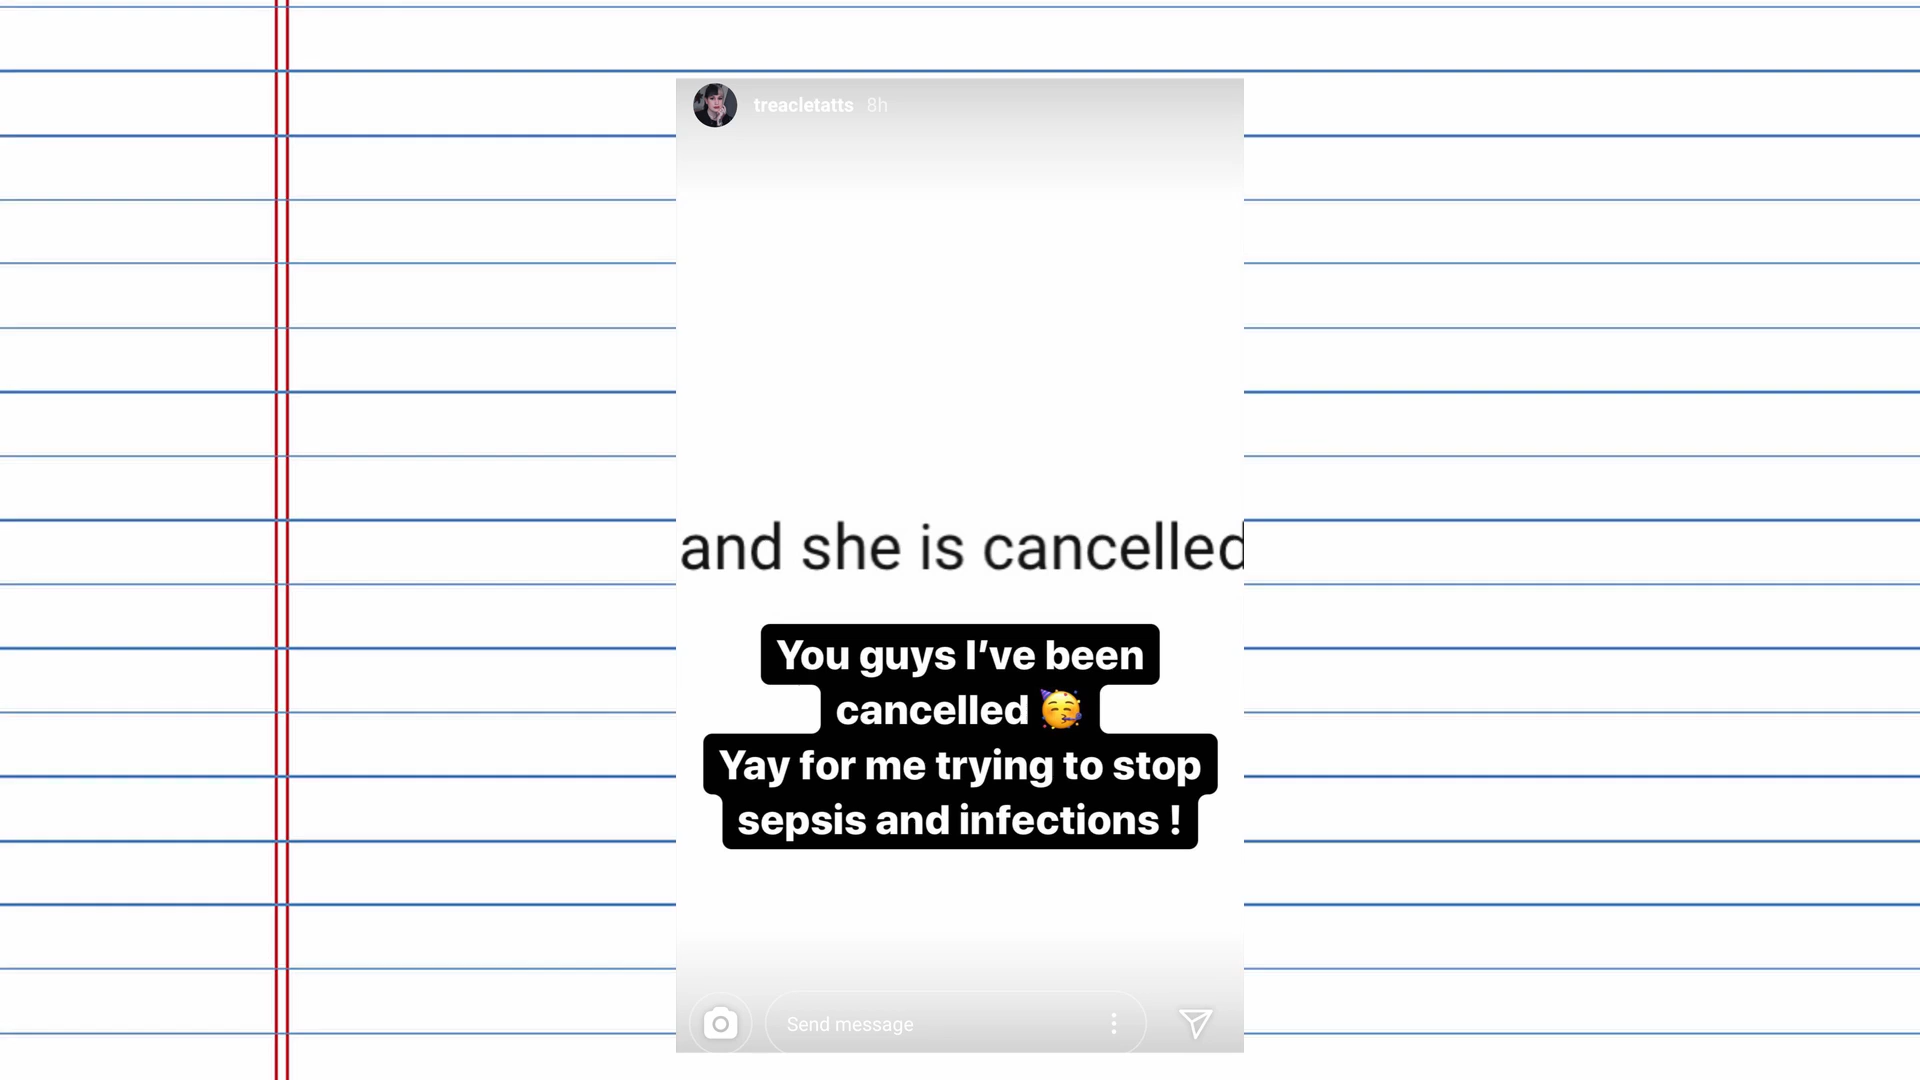 treacletatts 8h
and she is cancelled
You guys I've been
cancelled 🥳
Yay for me trying to stop
sepsis and infections !
Send message